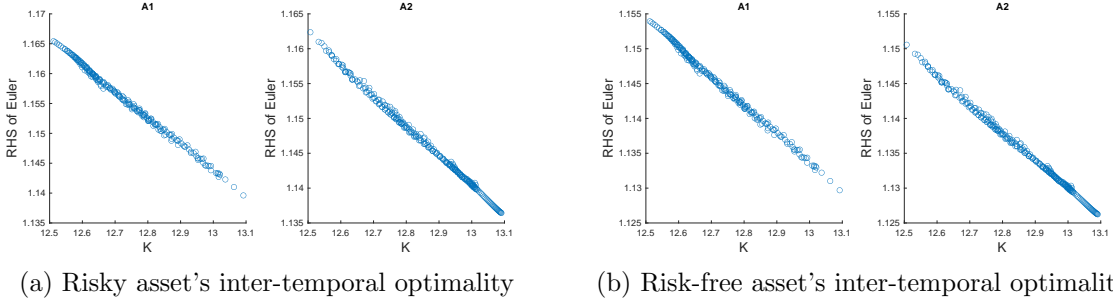 A1
1.17
1.165
1.16
1.155
1.15
1.145
1.14
1.135
RHS of Euler
12.5 12.6 12.7 12.8 12.9 13 13.1
K
A2
1.165
1.16
1.155
1.15
1.145
1.14
1.135
RHS of Euler
12.5 12.6 12.7 12.8 12.9 13 13.1
K
(a) Risky asset's inter-temporal optimality
A1
1.155
1.15
1.145
1.14
1.135
1.13
1.125
RHS of Euler
12.5 12.6 12.7 12.8 12.9 13 13.1
K
A2
1.155
1.15
1.145
1.14
1.135
1.13
1.125
RHS of Euler
12.5 12.6 12.7 12.8 12.9 13 13.1
K
(b) Risk-free asset's inter-temporal optimalit